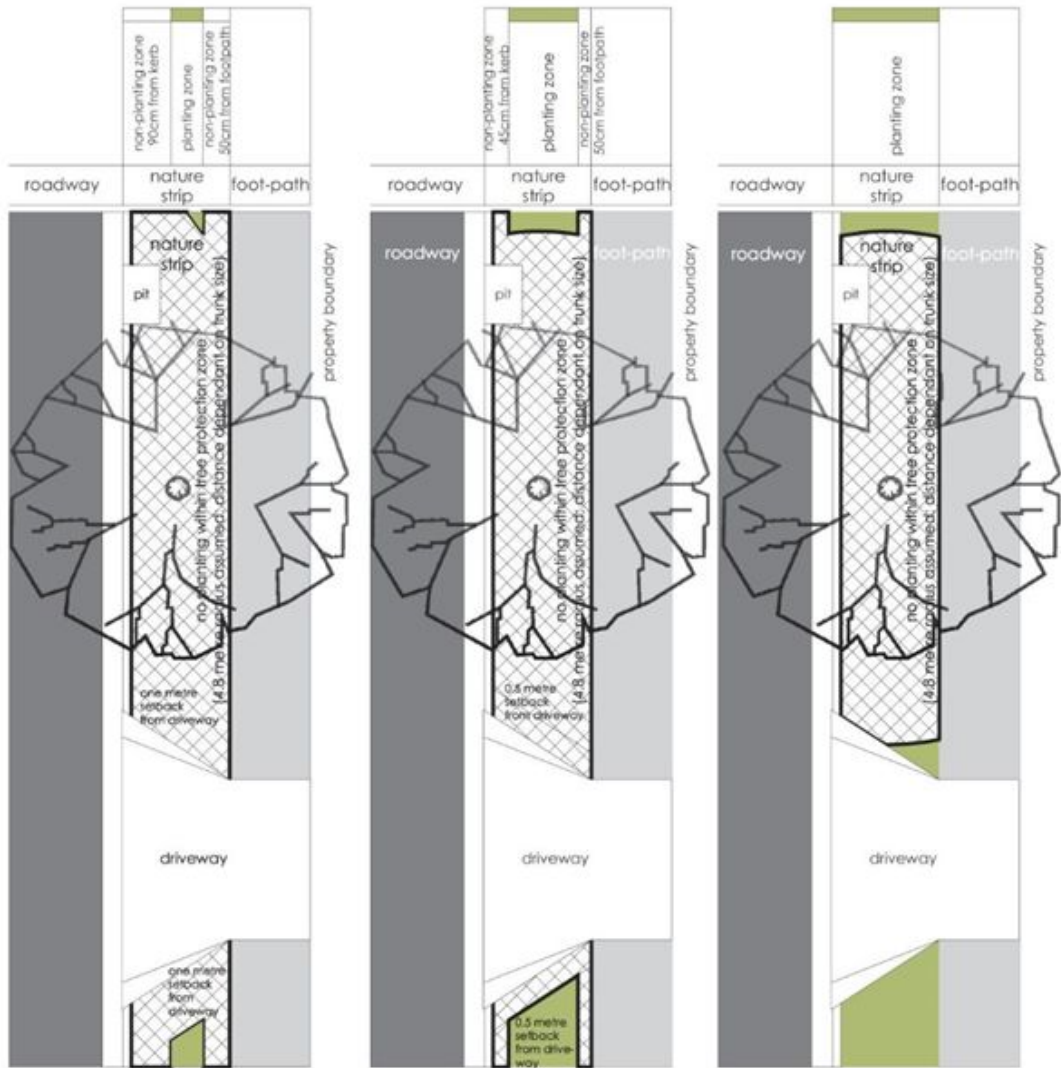 non-planting zone
90cm from kerb
planting zone
non-planting zone
50cm from footpath
roadway
nature
strip
foot-path
nature
strip
pit
property boundary
no planting within tree protection zone
[4.8 metre radius assumed: distance dependant on trunk size]
one metre
setback
from driveway
driveway
one metre
setback
from
driveway
non-planting zone
45cm from kerb
planting zone
non-planting zone
50cm from footpath
roadway
nature
strip
foot-path
roadway
foot-path
pit
property boundary
no planting within tree protection zone
[4.8 metre radius assumed: distance dependant on trunk size]
0.5 metre
setback
from driveway
driveway
0.5 metre
setback
from drive-
way
planting zone
roadway
nature
strip
foot-path
roadway
nature
strip
foot-path
pit
property boundary
no planting within tree protection zone
[4.8 metre radius assumed: distance dependant on trunk size]
driveway